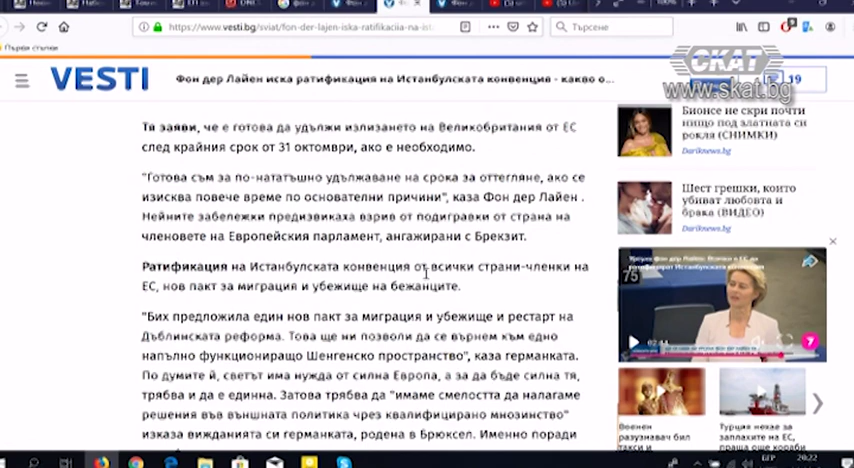 https://www.vesti.bg/sviat/fon-der-lajen-iska-ratifikaciia-na-ist
Търсене
Първи стъпки
VESTI
Фон дер Лайен иска ратификация на Истанбулската конвенция - какво о...
19
СКАТ
www.skat.bg
Тя заяви, че е готова да удължи излизането на Великобритания от ЕС
след крайния срок от 31 октомври, ако е необходимо.
"Готова съм за по-нататъшно удължаване на срока за оттегляне, ако се
изисква повече време по основателни причини", каза Фон дер Лайен .
Нейните забележки предизвикаха взрив от подигравки от страна на
членовете на Европейския парламент, ангажирани с Брекзит.
Ратификация на Истанбулската конвенция от всички страни-членки на
ЕС, нов пакт за миграция и убежище на бежанците.
"Бих предложила един нов пакт за миграция и убежище и рестарт на
Дъблинската реформа. Това ще ни позволи да се върнем към едно
напълно функциониращо Шенгенско пространство", каза германката.
По думите ѝ, светът има нужда от силна Европа, а за да бъде силна тя,
трябва и да е единна. Затова трябва да "имаме смелостта да налагаме
решения във външната политика чрез квалифицирано мнозинство"
изказа вижданията си германката, родена в Брюксел. Именно поради
Бионсе не скри почти
нищо под златната си
рокля (СНИМКИ)
Dariknews.bg
Шест грешки, които
убиват любовта и
брака (ВИДЕО)
Dariknews.bg
75
02:44
Военен
разузнавач бил
такси и
Турция нехае за
заплахите на ЕС,
праща кораби
БГР
20:22